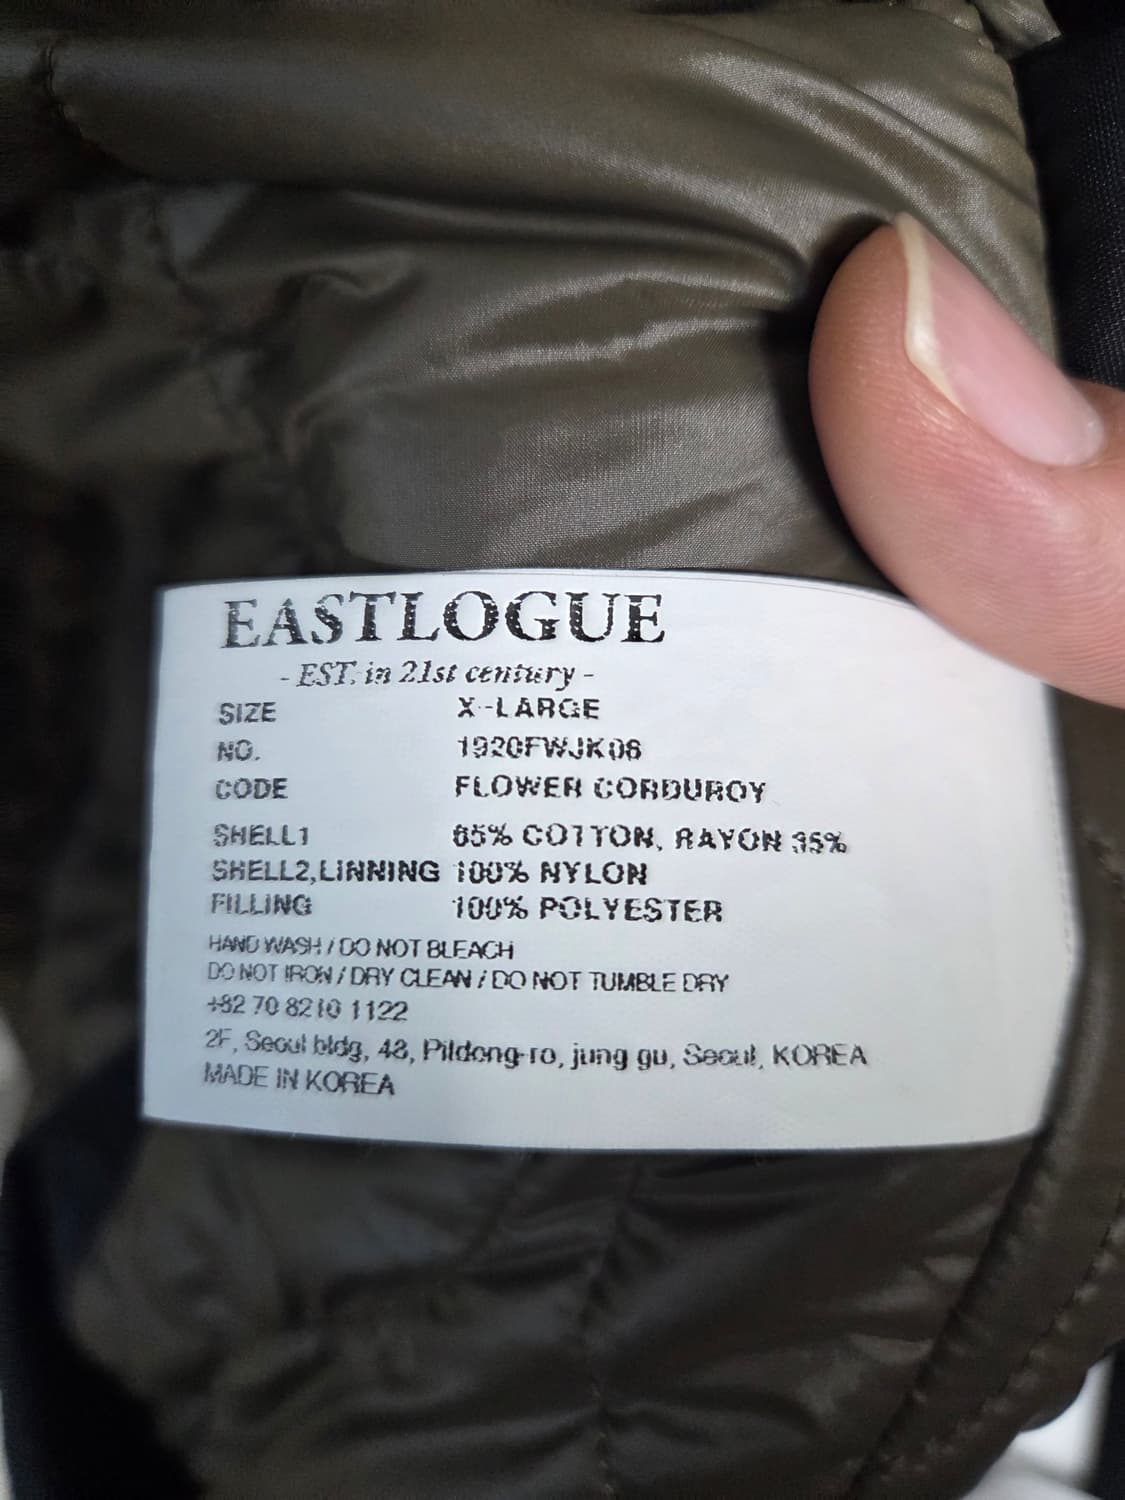 EASTLOGUE
- EST. in 21st century -
SIZE X-LARGE
NO. 1920FWJK06
CODE FLOWER CORDUROY
SHELL1 65% COTTON, RAYON 35%
SHELL2,LINNING 100% NYLON
FILLING 100% POLYESTER
HAND WASH / DO NOT BLEACH
DO NOT IRON / DRY CLEAN / DO NOT TUMBLE DRY
+82 70 8210 1122
2F, Seoul bldg, 48, Pildong-ro, jung gu, Seoul, KOREA
MADE IN KOREA